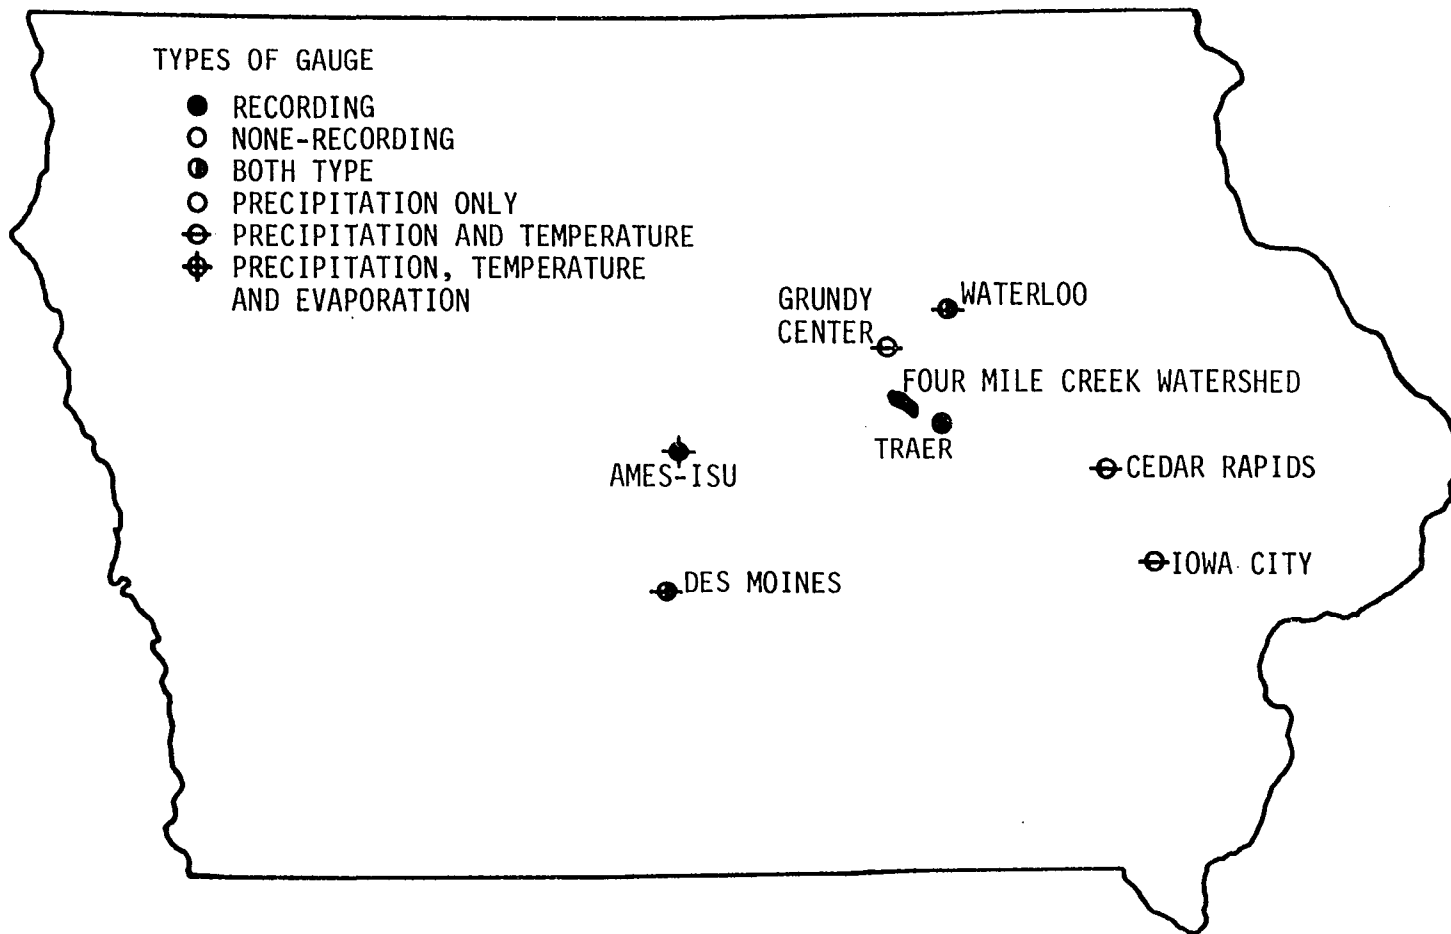 TYPES OF GAUGE
RECORDING
NONE-RECORDING
BOTH TYPE
PRECIPITATION ONLY
PRECIPITATION AND TEMPERATURE
PRECIPITATION, TEMPERATURE
AND EVAPORATION
GRUNDY
CENTER
WATERLOO
FOUR MILE CREEK WATERSHED
TRAER
AMES-ISU
CEDAR RAPIDS
IOWA CITY
DES MOINES